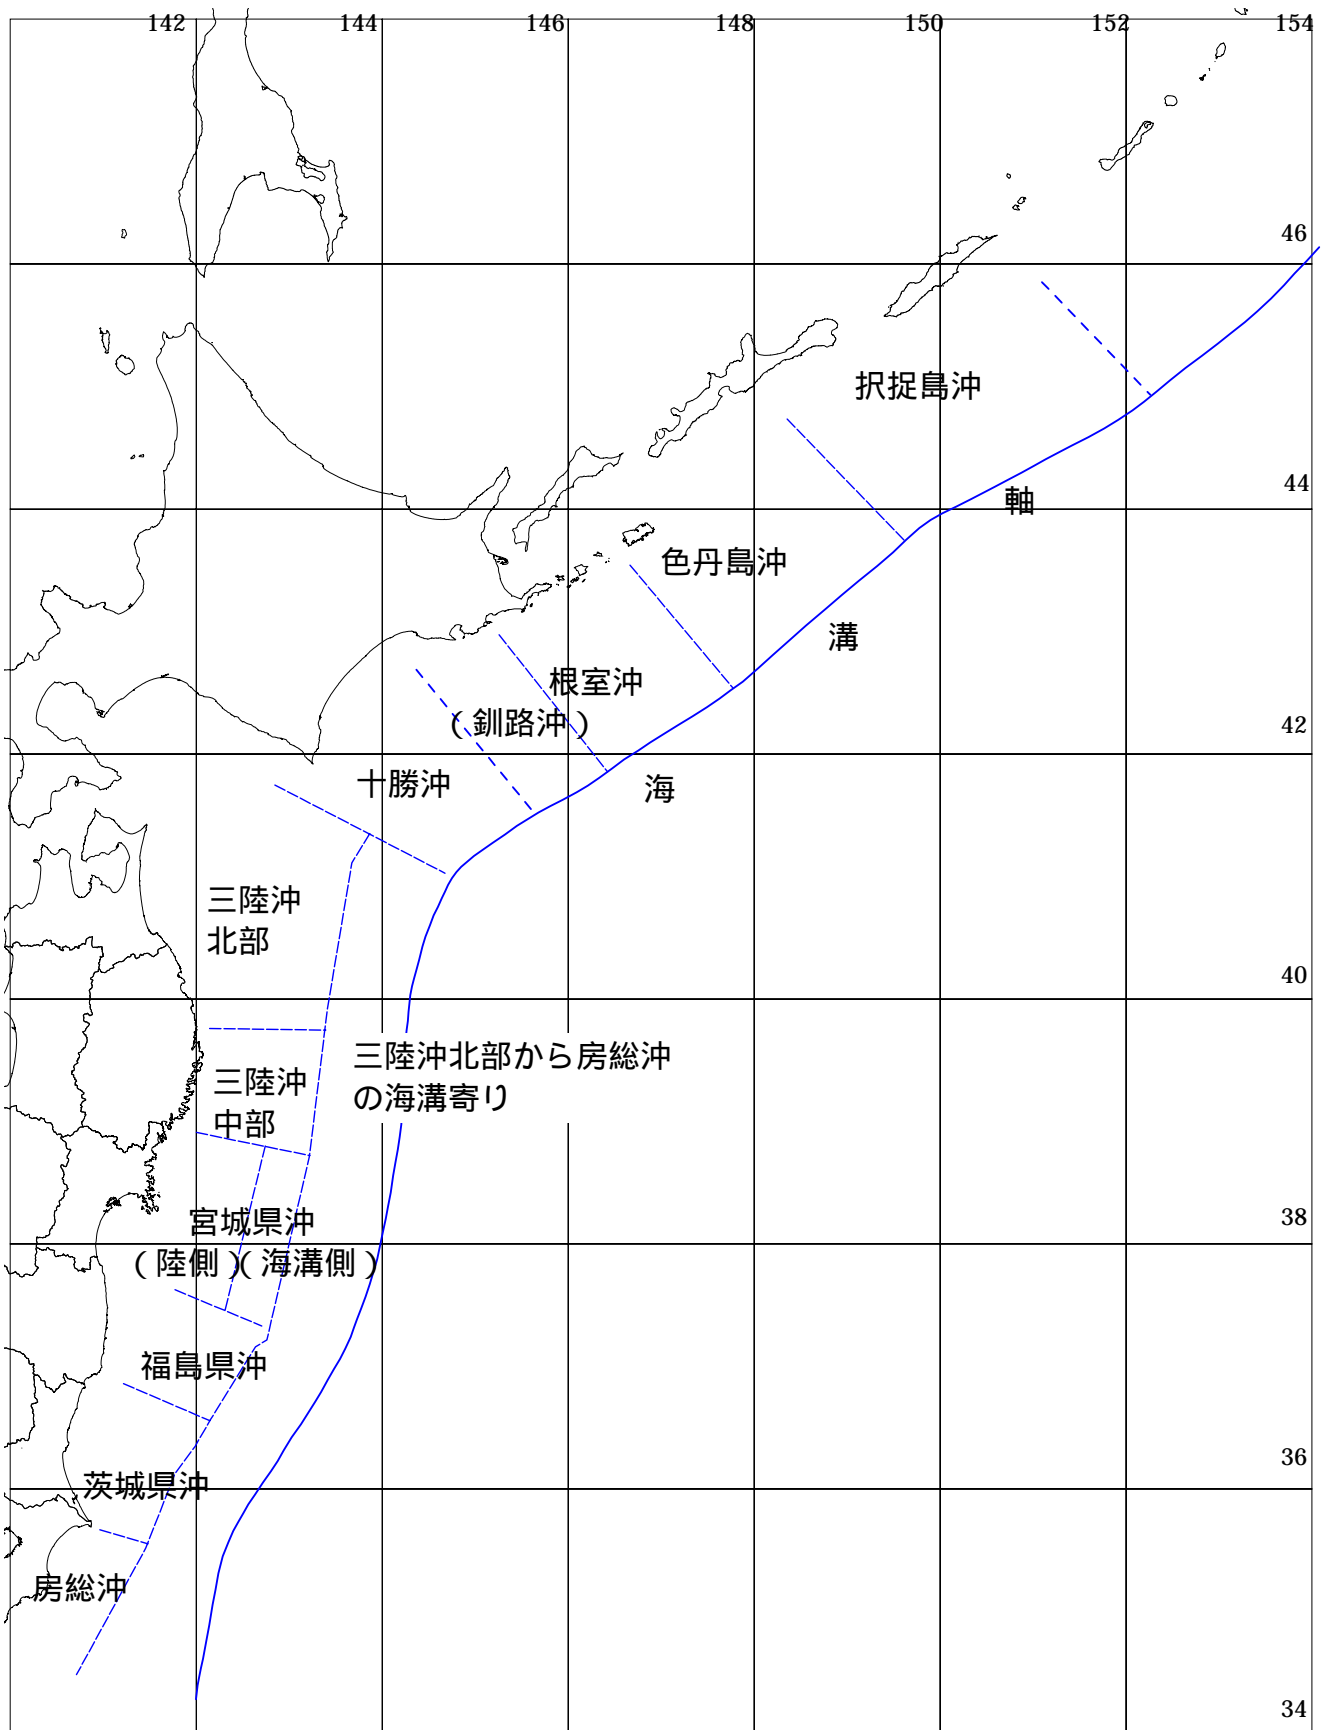 142 144 146 148 150 152 154
46
択捉島沖
44
軸
色丹島沖
溝
根室沖
(釧路沖)
42
十勝沖
海
三陸沖
北部
40
三陸沖北部から房総沖
の海溝寄り
三陸沖
中部
38
宮城県沖
(陸側)(海溝側)
福島県沖
36
茨城県沖
房総沖
34